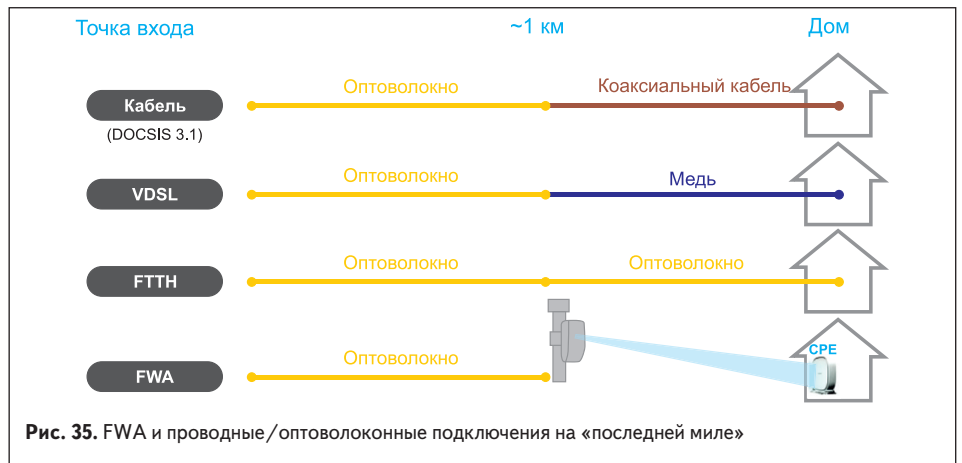 Точка входа ~1 км Дом
Оптоволокно Коаксиальный кабель
Кабель
(DOCSIS 3.1)
Оптоволокно Медь
VDSL
Оптоволокно Оптоволокно
FTTH
CPE
Оптоволокно
FWA
Рис. 35. FWA и проводные/оптоволоконные подключения на «последней миле»